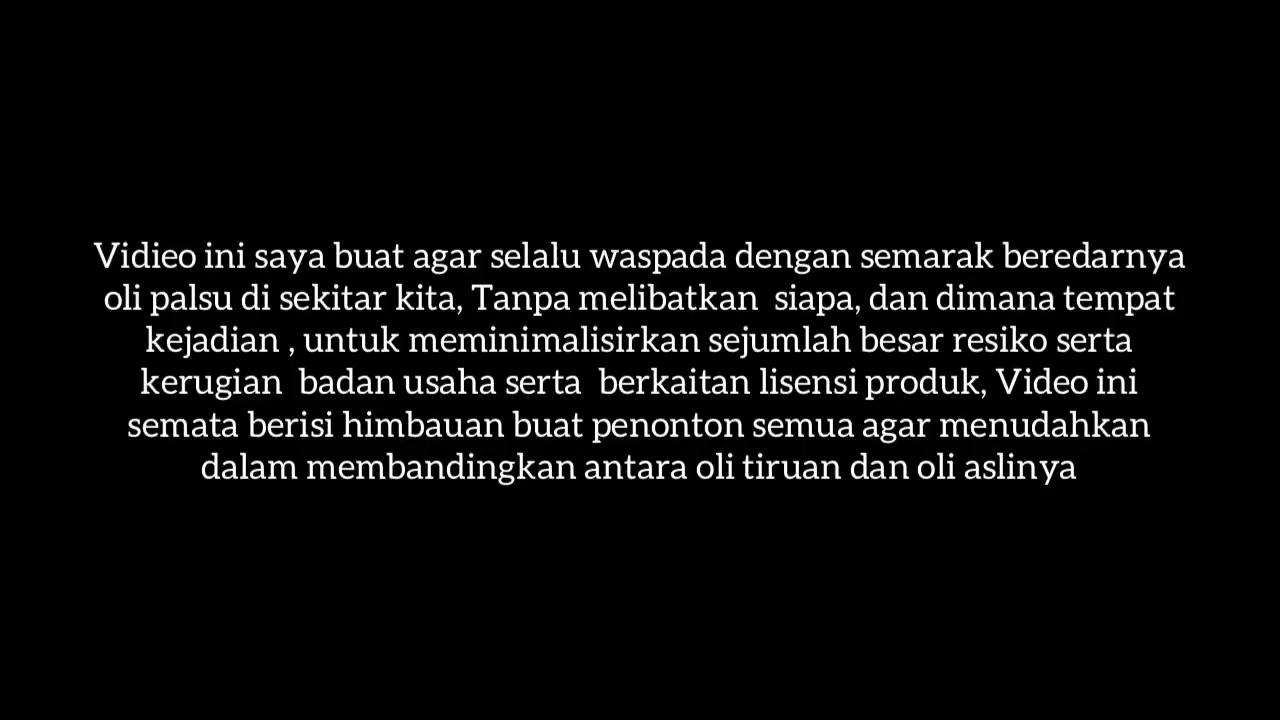 Vidieo ini saya buat agar selalu waspada dengan semarak beredarnya
oli palsu di sekitar kita, Tanpa melibatkan  siapa, dan dimana tempat
kejadian , untuk meminimalisirkan sejumlah besar resiko serta
kerugian  badan usaha serta  berkaitan lisensi produk, Video ini
semata berisi himbauan buat penonton semua agar menudahkan
dalam membandingkan antara oli tiruan dan oli aslinya